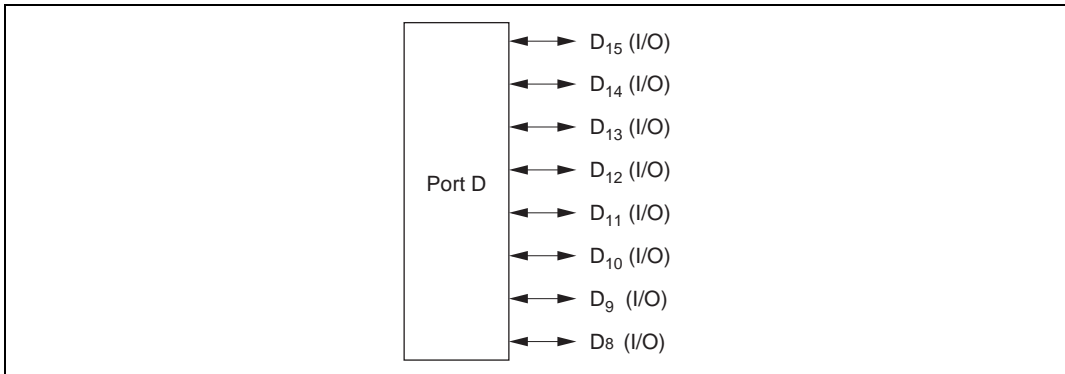 Port D
D₁₅ (I/O)
D₁₄ (I/O)
D₁₃ (I/O)
D₁₂ (I/O)
D₁₁ (I/O)
D₁₀ (I/O)
D₉ (I/O)
D8 (I/O)